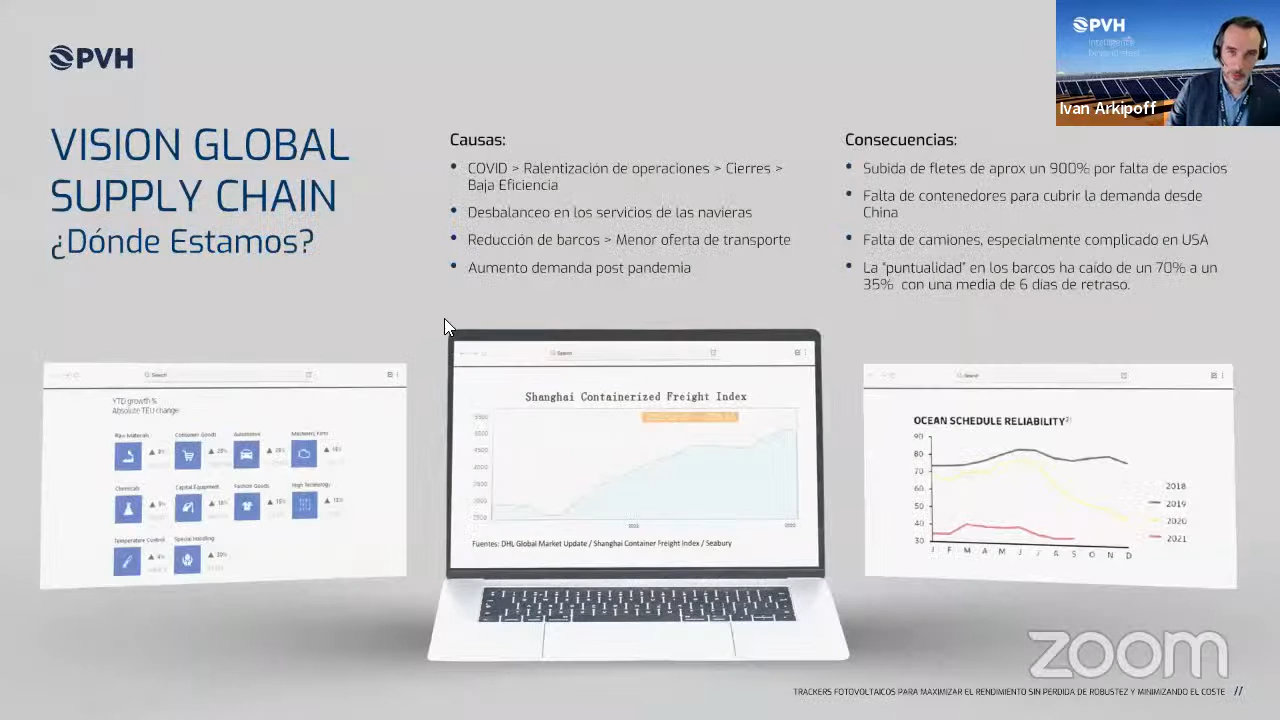 PVH
VISION GLOBAL
SUPPLY CHAIN
¿Dónde Estamos?
Causas:
• COVID > Ralentización de operaciones > Cierres >
Baja Eficiencia
• Desbalanceo en los servicios de las navieras
• Reducción de barcos > Menor oferta de transporte
• Aumento demanda post pandemia
Consecuencias:
• Subida de fletes de aprox un 900% por falta de espacios
• Falta de contenedores para cubrir la demanda desde
China
• Falta de camiones, especialmente complicado en USA
• La "puntualidad" en los barcos ha caído de un 70% a un
35% con una media de 6 días de retraso.
PVH
Intelligence
Ivan Arkipoff
Search
YTD growth %
Absolute TEU change
Raw Materials
Consumer Goods
Automotive
Machinery Parts
Chemicals
Capital Equipment
Fashion Goods
High Technology
Temperature Control
Special Handling
Search
Shanghai Containerized Freight Index
Fuentes: DHL Global Market Update / Shanghai Container Freight Index / Seabury
Search
OCEAN SCHEDULE RELIABILITY
90
80
70
60
50
40
30
J F M A M J J A S O N D
2018
2019
2020
2021
zoom
TRACKERS FOTOVOLTAICOS PARA MAXIMIZAR EL RENDIMIENTO SIN PERDIDA DE ROBUSTEZ Y MINIMIZANDO EL COSTE //